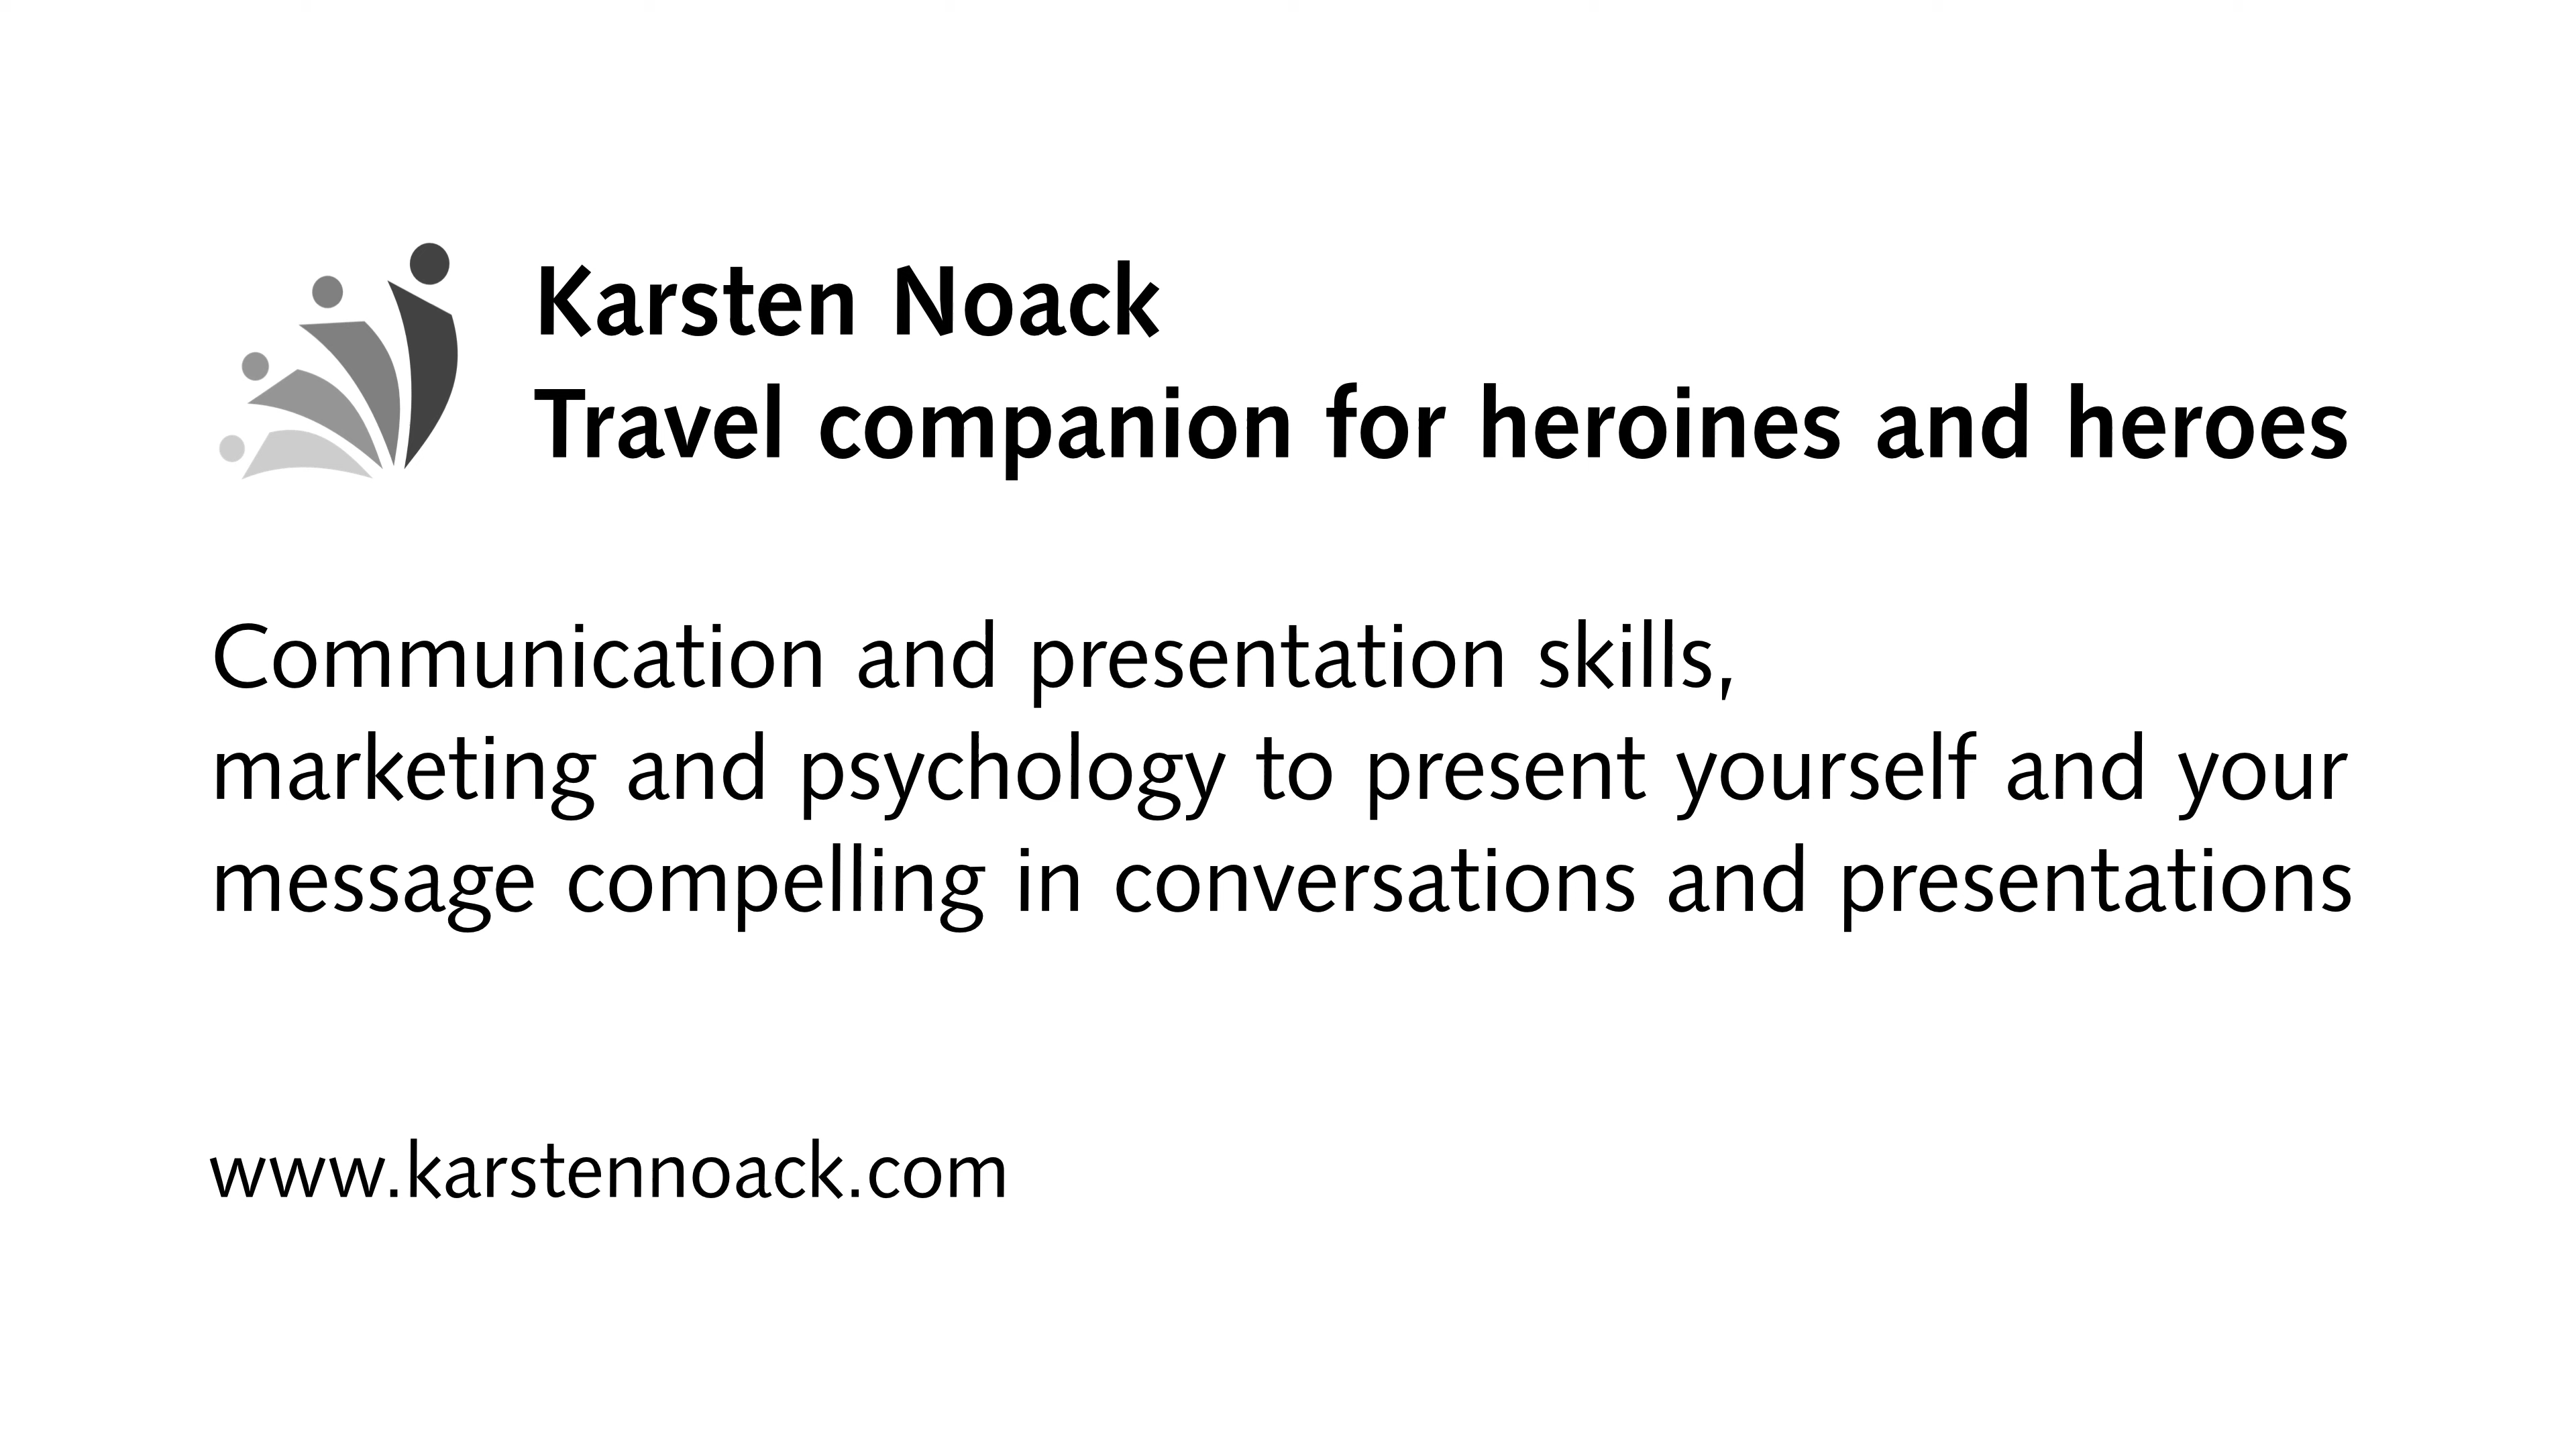 Karsten Noack
Travel companion for heroines and heroes
Communication and presentation skills,
marketing and psychology to present yourself and your
message compelling in conversations and presentations
www.karstennoack.com